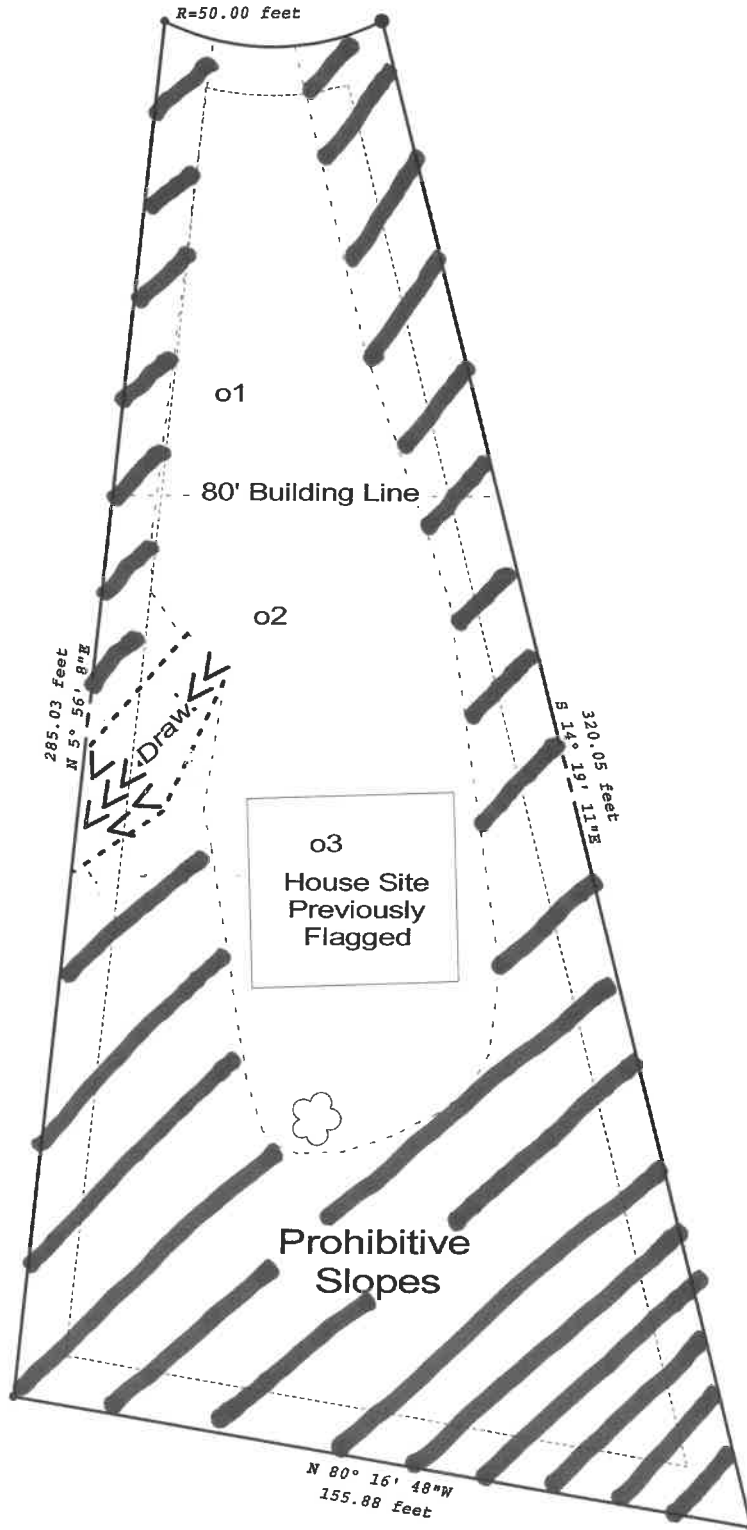 R=50.00 feet
o1
80' Building Line
o2
285.03 feet
N 5° 56' 8"E
Draw
320.05 feet
S 14° 19' 11"E
o3
House Site
Previously
Flagged
Prohibitive
Slopes
N 80° 16' 48"W
155.88 feet